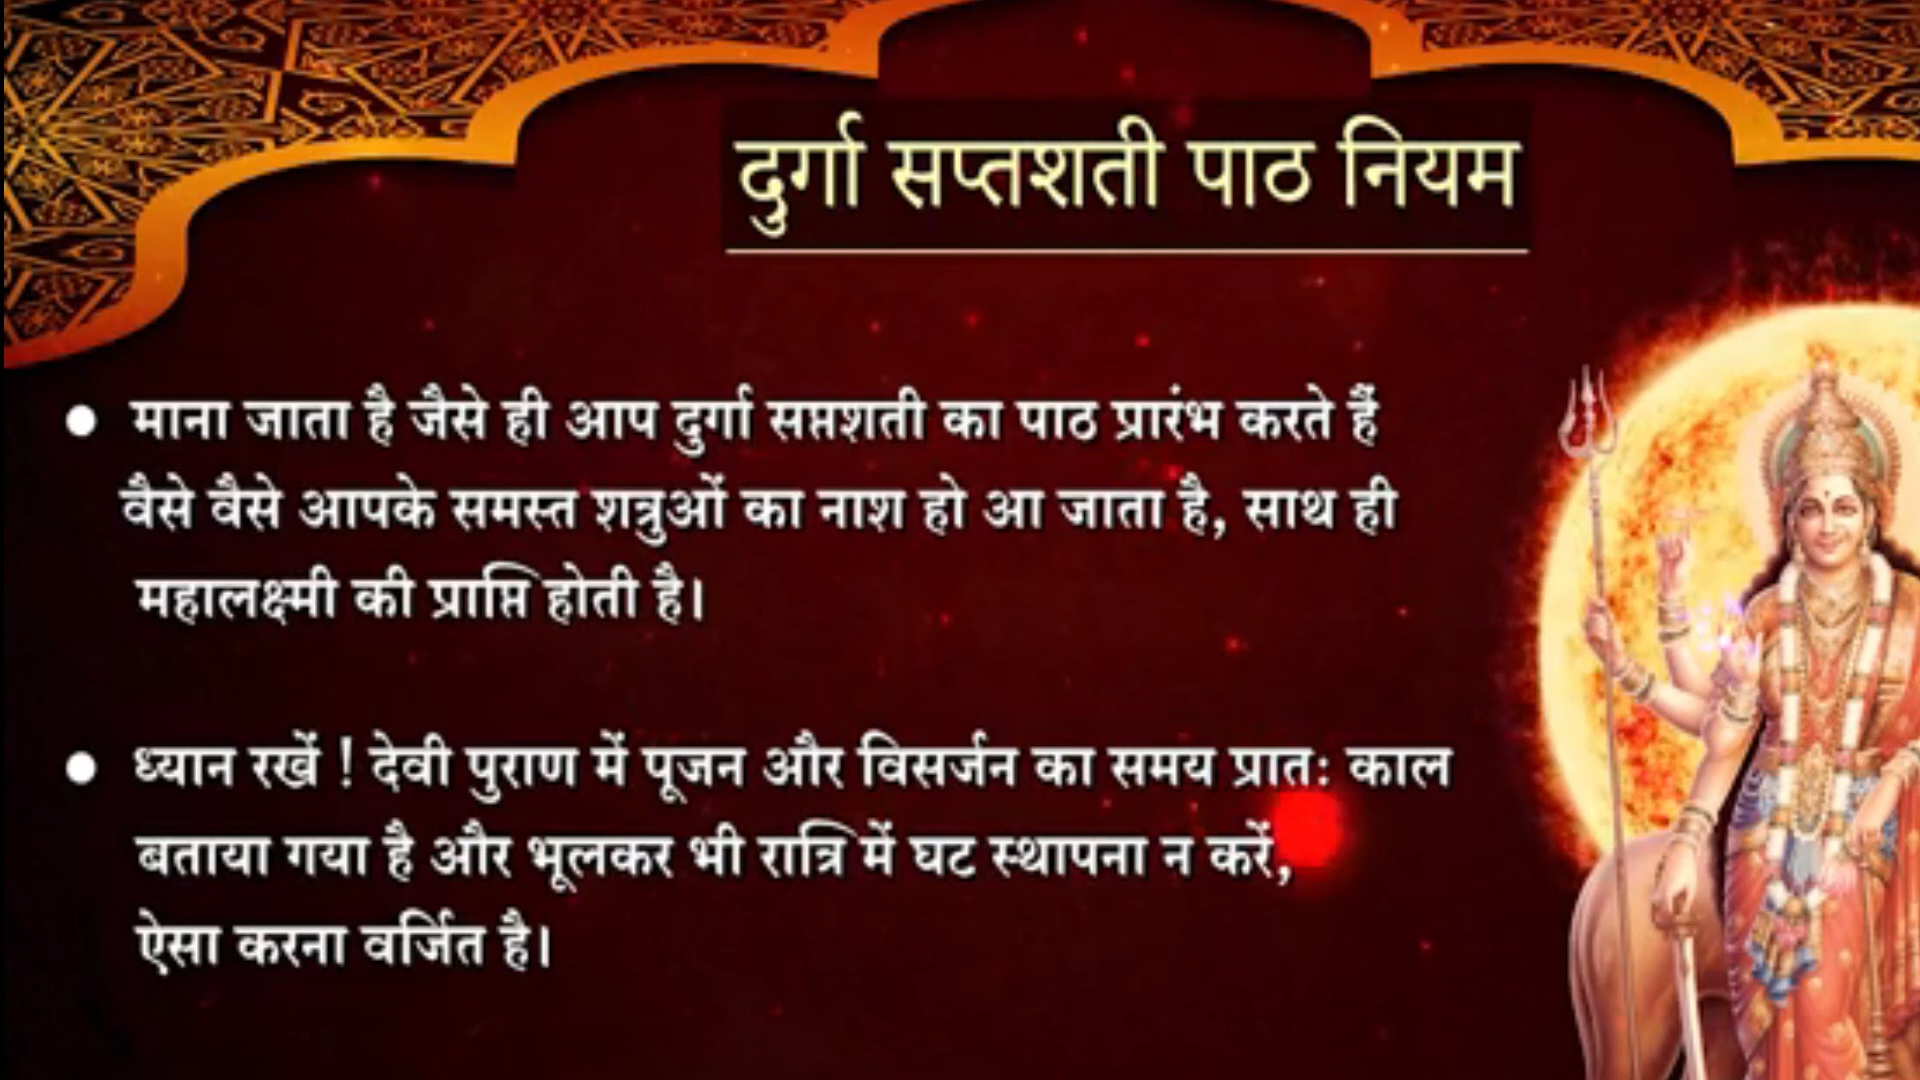 दुर्गा सप्तशती पाठ नियम
● माना जाता है जैसे ही आप दुर्गा सप्तशती का पाठ प्रारंभ करते हैं
वैसे वैसे आपके समस्त शत्रुओं का नाश हो आ जाता है, साथ ही
महालक्ष्मी की प्राप्ति होती है।
● ध्यान रखें ! देवी पुराण में पूजन और विसर्जन का समय प्रातः काल
बताया गया है और भूलकर भी रात्रि में घट स्थापना न करें,
ऐसा करना वर्जित है।